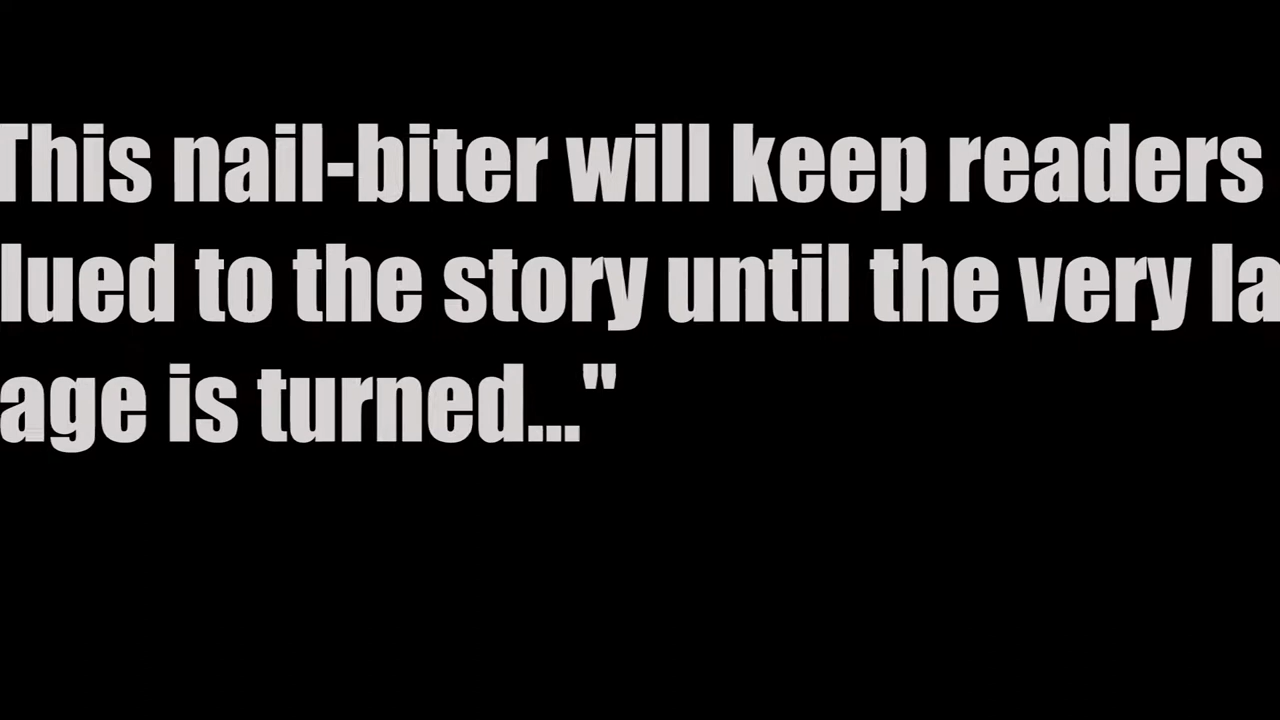 This nail-biter will keep readers
lued to the story until the very la
age is turned..."